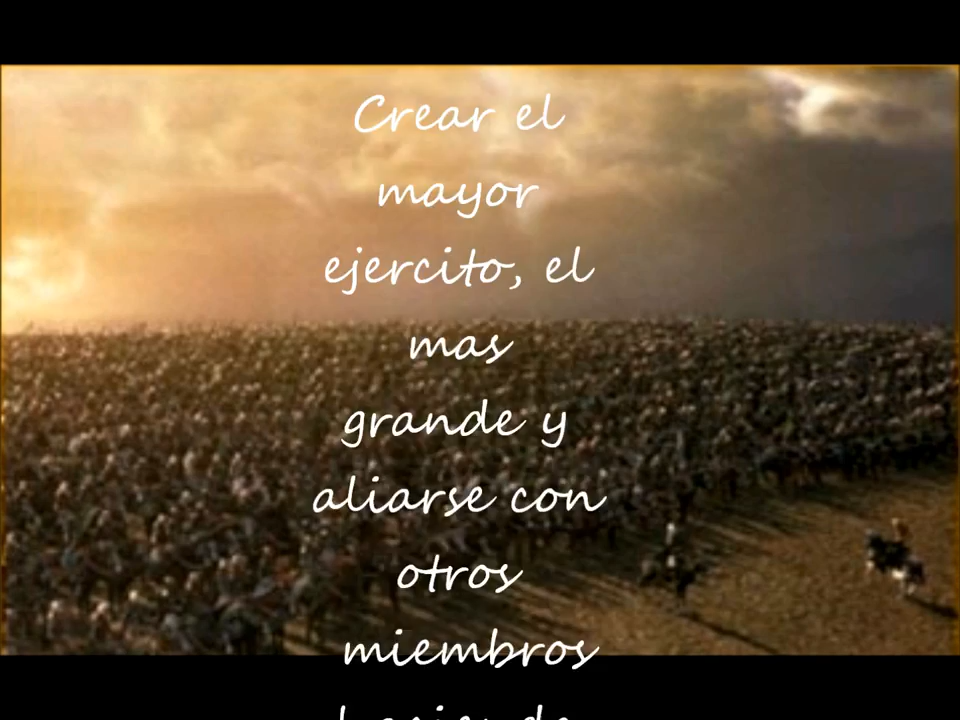 Crear el
mayor
ejercito, el
mas
grande y
aliarse con
otros
miembros